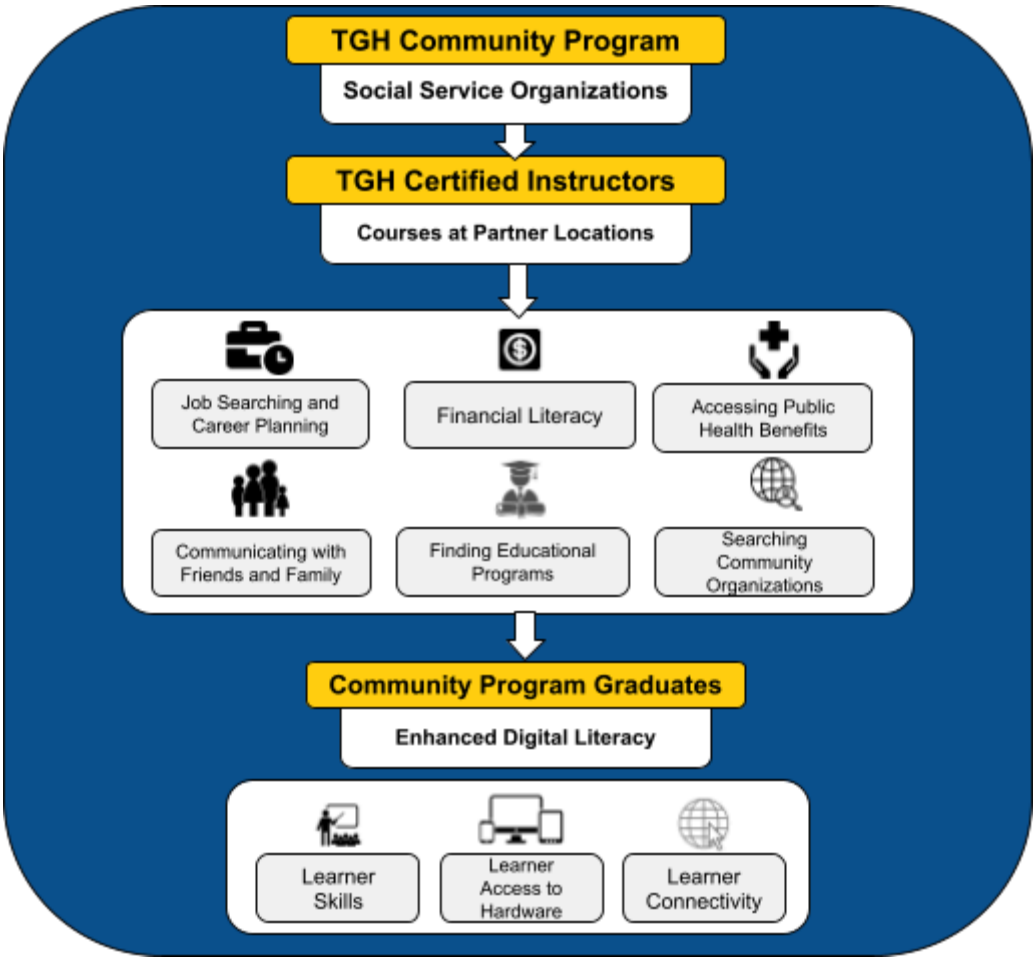 TGH Community Program
Social Service Organizations
TGH Certified Instructors
Courses at Partner Locations
Job Searching and
Career Planning
Financial Literacy
Accessing Public
Health Benefits
Communicating with
Friends and Family
Finding Educational
Programs
Searching
Community
Organizations
Community Program Graduates
Enhanced Digital Literacy
Learner
Skills
Learner
Access to
Hardware
Learner
Connectivity